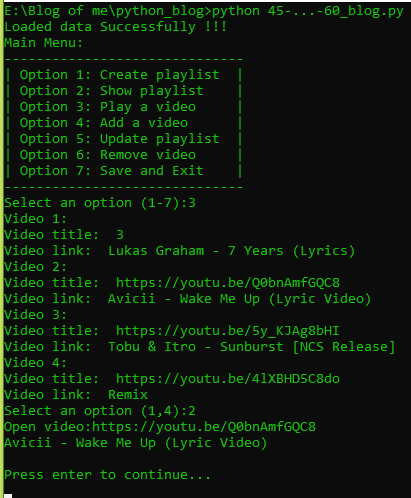 E:\Blog of me\python_blog>python 45-...-60_blog.py
Loaded data Successfully !!!
Main Menu:
------------------------------
| Option 1: Create playlist  |
| Option 2: Show playlist    |
| Option 3: Play a video     |
| Option 4: Add a video      |
| Option 5: Update playlist  |
| Option 6: Remove video     |
| Option 7: Save and Exit    |
------------------------------
Select an option (1-7):3
Video 1:
Video title:  3
Video link:  Lukas Graham - 7 Years (Lyrics)
Video 2:
Video title:  https://youtu.be/Q0bnAmfGQC8
Video link:  Avicii - Wake Me Up (Lyric Video)
Video 3:
Video title:  https://youtu.be/5y_KJAg8bHI
Video link:  Tobu & Itro - Sunburst [NCS Release]
Video 4:
Video title:  https://youtu.be/4lXBHD5C8do
Video link:  Remix
Select an option (1,4):2
Open video:https://youtu.be/Q0bnAmfGQC8
Avicii - Wake Me Up (Lyric Video)
Press enter to continue...